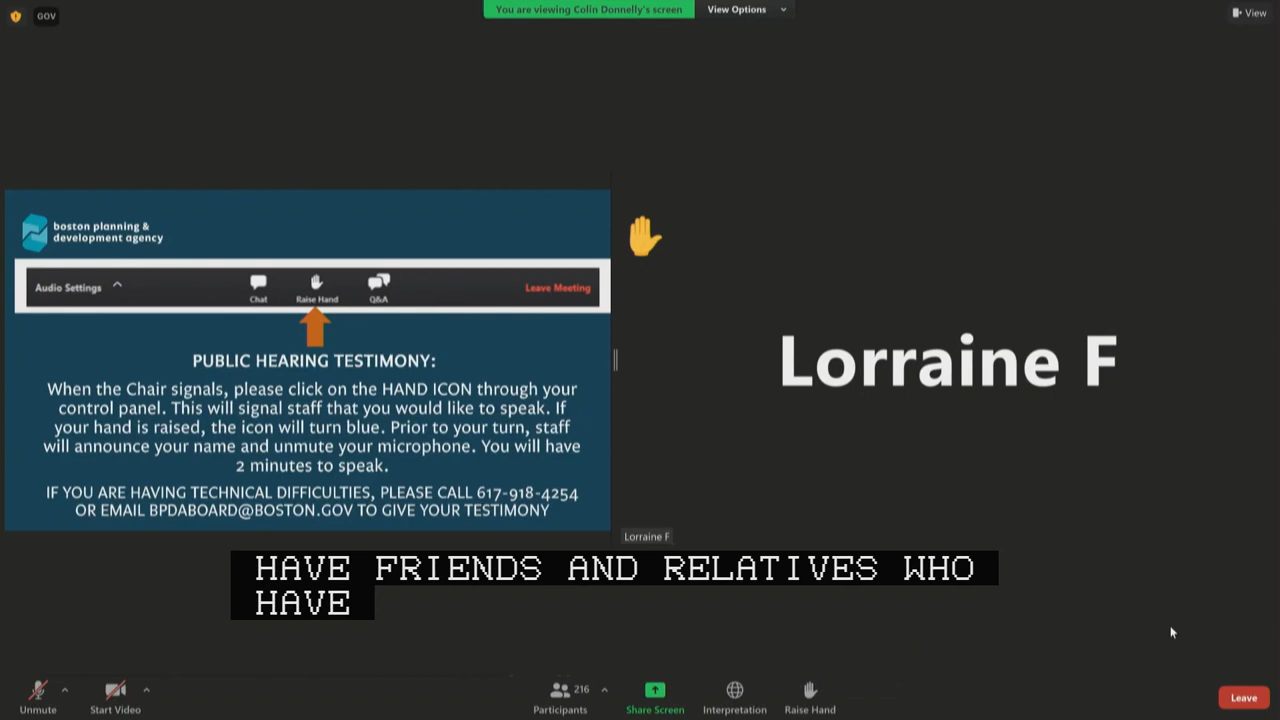 GOV
You are viewing Colin Donnelly's screen
View Options
View
boston planning &
development agency
Audio Settings
Chat
Raise Hand
Q&A
Leave Meeting
PUBLIC HEARING TESTIMONY:
When the Chair signals, please click on the HAND ICON through your
control panel. This will signal staff that you would like to speak. If
your hand is raised, the icon will turn blue. Prior to your turn, staff
will announce your name and unmute your microphone. You will have
2 minutes to speak.
IF YOU ARE HAVING TECHNICAL DIFFICULTIES, PLEASE CALL 617-918-4254
OR EMAIL BPDABOARD@BOSTON.GOV TO GIVE YOUR TESTIMONY
Lorraine F
Lorraine F
HAVE FRIENDS AND RELATIVES WHO
HAVE
Unmute
Start Video
216
Participants
Share Screen
Interpretation
Raise Hand
Leave